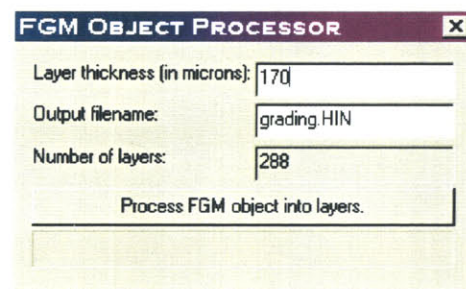 FGM OBJECT PROCESSOR X
Layer thickness (in microns): 170
Output filename: grading.HIN
Number of layers: 288
Process FGM object into layers.